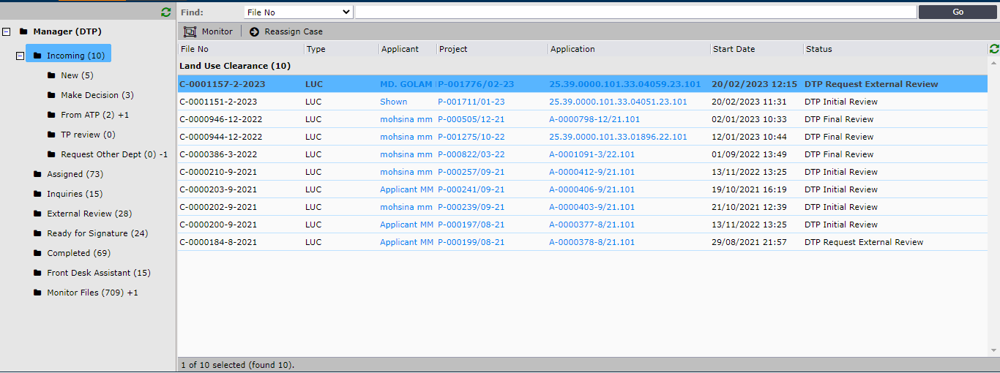 Find: File No Go
Manager (DTP)
Incoming (10)
New (5)
Make Decision (3)
From ATP (2) +1
TP review (0)
Request Other Dept (0) -1
Assigned (73)
Inquiries (15)
External Review (28)
Ready for Signature (24)
Completed (69)
Front Desk Assistant (15)
Monitor Files (709) +1
Monitor Reassign Case
File No Type Applicant Project Application Start Date Status
Land Use Clearance (10)
C-0001157-2-2023 LUC MD. GOLAM P-001776/02-23 25.39.0000.101.33.04059.23.101 20/02/2023 12:15 DTP Request External Review
C-0001151-2-2023 LUC Shown P-001711/01-23 25.39.0000.101.33.04051.23.101 20/02/2023 11:31 DTP Initial Review
C-0000946-12-2022 LUC mohsina mm P-000505/12-21 A-0000798-12/21.101 02/01/2023 10:33 DTP Final Review
C-0000944-12-2022 LUC mohsina mm P-001275/10-22 25.39.0000.101.33.01896.22.101 12/01/2023 10:44 DTP Final Review
C-0000386-3-2022 LUC mohsina mm P-000822/03-22 A-0001091-3/22.101 01/09/2022 13:49 DTP Final Review
C-0000210-9-2021 LUC mohsina mm P-000257/09-21 A-0000412-9/21.101 13/11/2022 13:25 DTP Initial Review
C-0000203-9-2021 LUC Applicant MM P-000241/09-21 A-0000406-9/21.101 19/10/2021 16:19 DTP Initial Review
C-0000202-9-2021 LUC mohsina mm P-000239/09-21 A-0000403-9/21.101 21/10/2021 12:39 DTP Initial Review
C-0000200-9-2021 LUC Applicant MM P-000197/08-21 A-0000377-8/21.101 13/11/2022 13:25 DTP Initial Review
C-0000184-8-2021 LUC Applicant MM P-000199/08-21 A-0000378-8/21.101 29/08/2021 21:57 DTP Request External Review
1 of 10 selected (found 10).